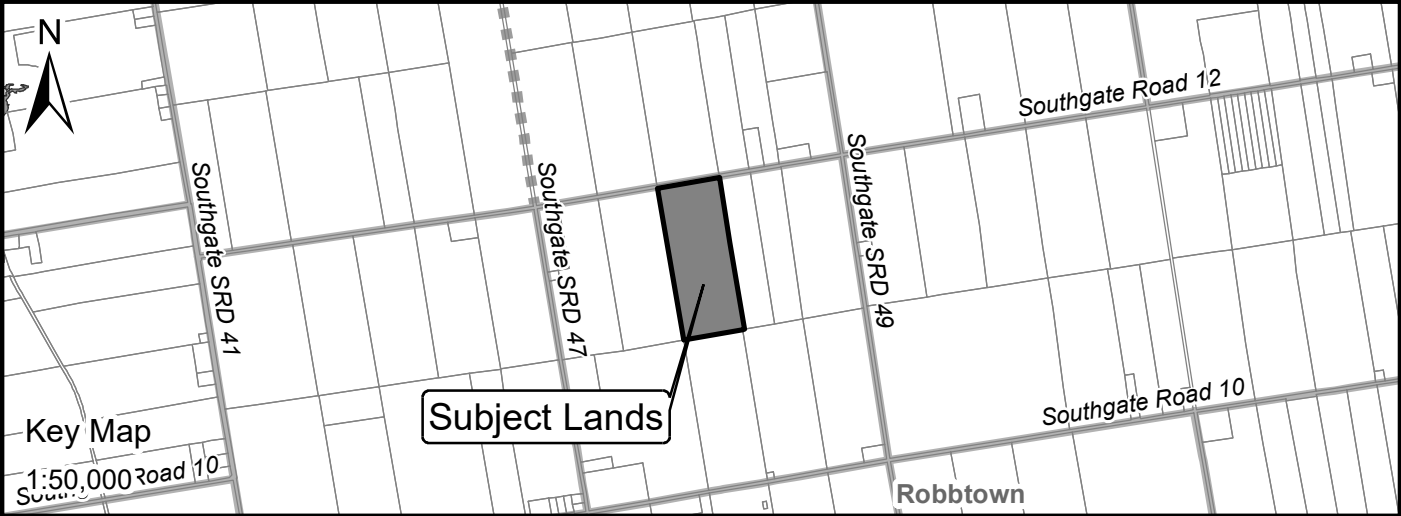 N
Southgate Road 12
Southgate SRD 41
Southgate SRD 47
Southgate SRD 49
Subject Lands
Southgate Road 10
Key Map
1:50,000
Road 10
Robbtown